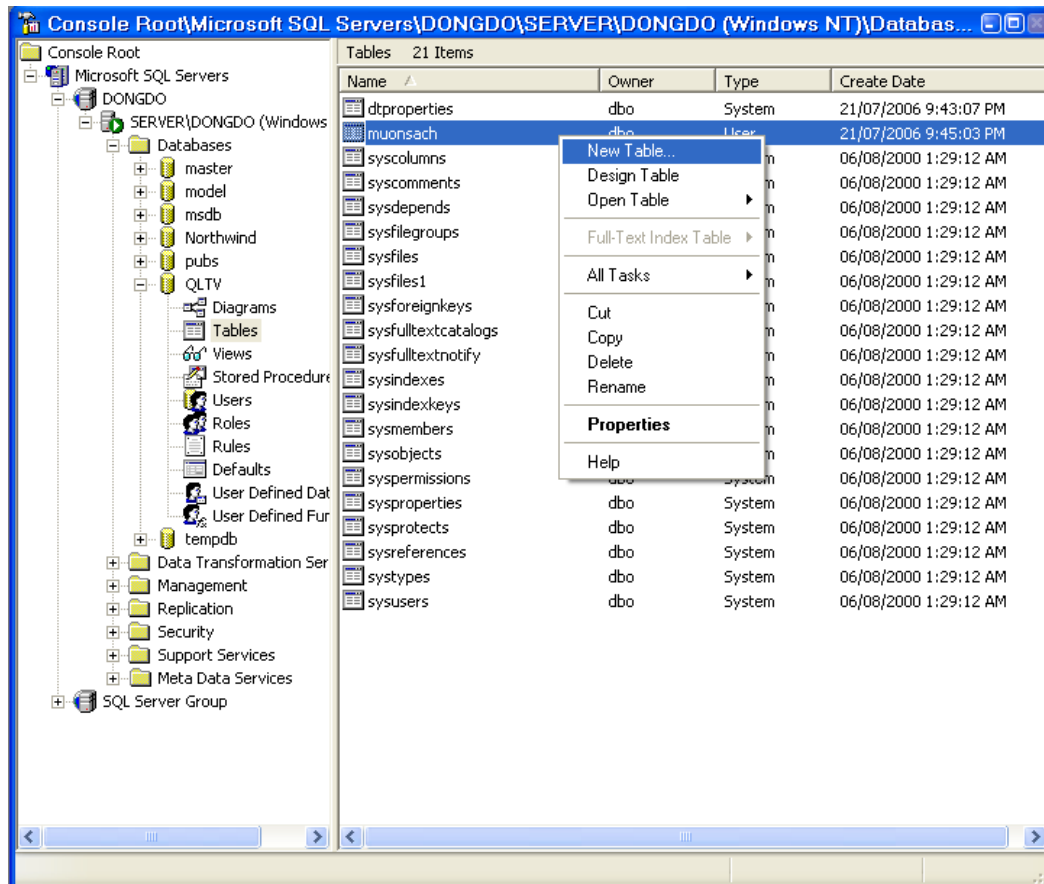 Console Root\Microsoft SQL Servers\DONGDO\SERVER\DONGDO (Windows NT)\Databas...
Console Root
Microsoft SQL Servers
DONGDO
SERVER\DONGDO (Windows
Databases
master
model
msdb
Northwind
pubs
QLTV
Diagrams
Tables
Views
Stored Procedure
Users
Roles
Rules
Defaults
User Defined Dat
User Defined Fun
tempdb
Data Transformation Ser
Management
Replication
Security
Support Services
Meta Data Services
SQL Server Group
Tables 21 Items
Name Owner Type Create Date
dtproperties dbo System 21/07/2006 9:43:07 PM
muonsach dbo User 21/07/2006 9:45:03 PM
syscolumns 06/08/2000 1:29:12 AM
syscomments 06/08/2000 1:29:12 AM
sysdepends 06/08/2000 1:29:12 AM
sysfilegroups 06/08/2000 1:29:12 AM
sysfiles 06/08/2000 1:29:12 AM
sysfiles1 06/08/2000 1:29:12 AM
sysforeignkeys 06/08/2000 1:29:12 AM
sysfulltextcatalogs 06/08/2000 1:29:12 AM
sysfulltextnotify 06/08/2000 1:29:12 AM
sysindexes 06/08/2000 1:29:12 AM
sysindexkeys 06/08/2000 1:29:12 AM
sysmembers 06/08/2000 1:29:12 AM
sysobjects 06/08/2000 1:29:12 AM
syspermissions dbo System 06/08/2000 1:29:12 AM
sysproperties dbo System 06/08/2000 1:29:12 AM
sysprotects dbo System 06/08/2000 1:29:12 AM
sysreferences dbo System 06/08/2000 1:29:12 AM
systypes dbo System 06/08/2000 1:29:12 AM
sysusers dbo System 06/08/2000 1:29:12 AM
New Table...
Design Table
Open Table
Full-Text Index Table
All Tasks
Cut
Copy
Delete
Rename
Properties
Help